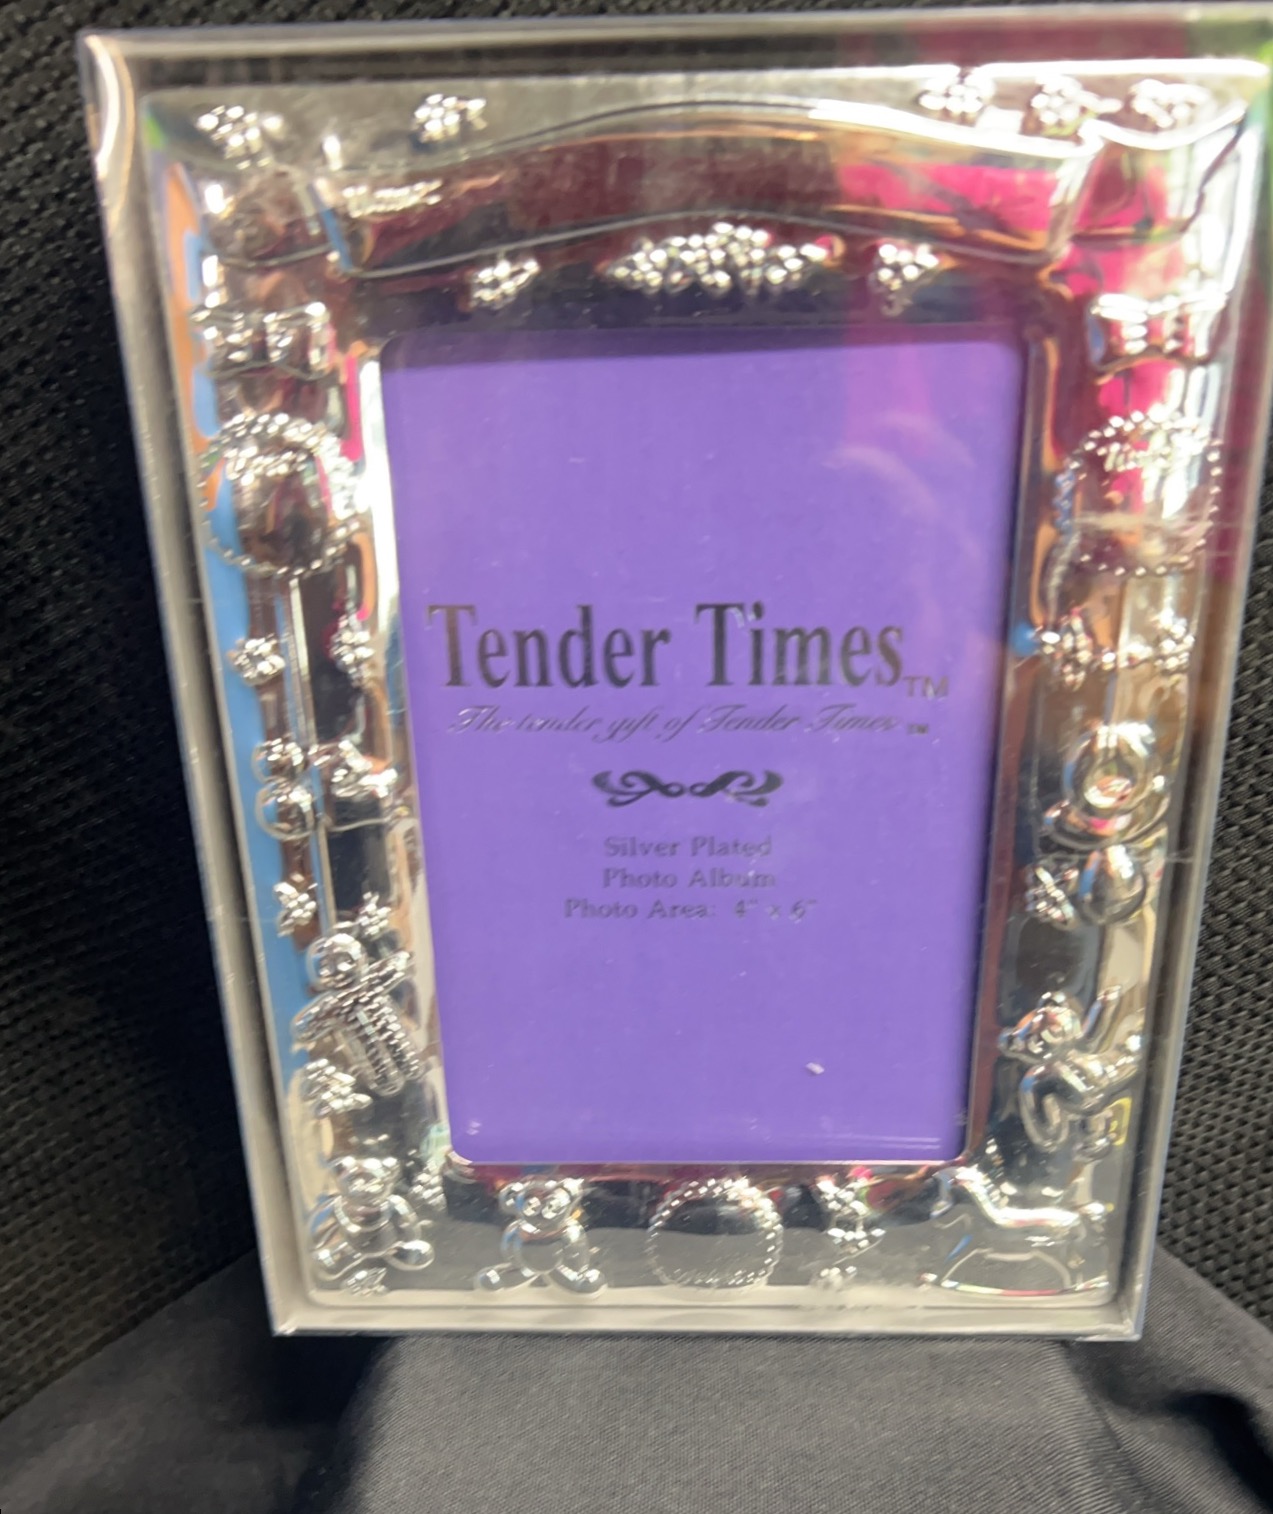 Tender Times™
The tender gift of Tender Times™
Silver Plated
Photo Album
Photo Area: 4" x 6"